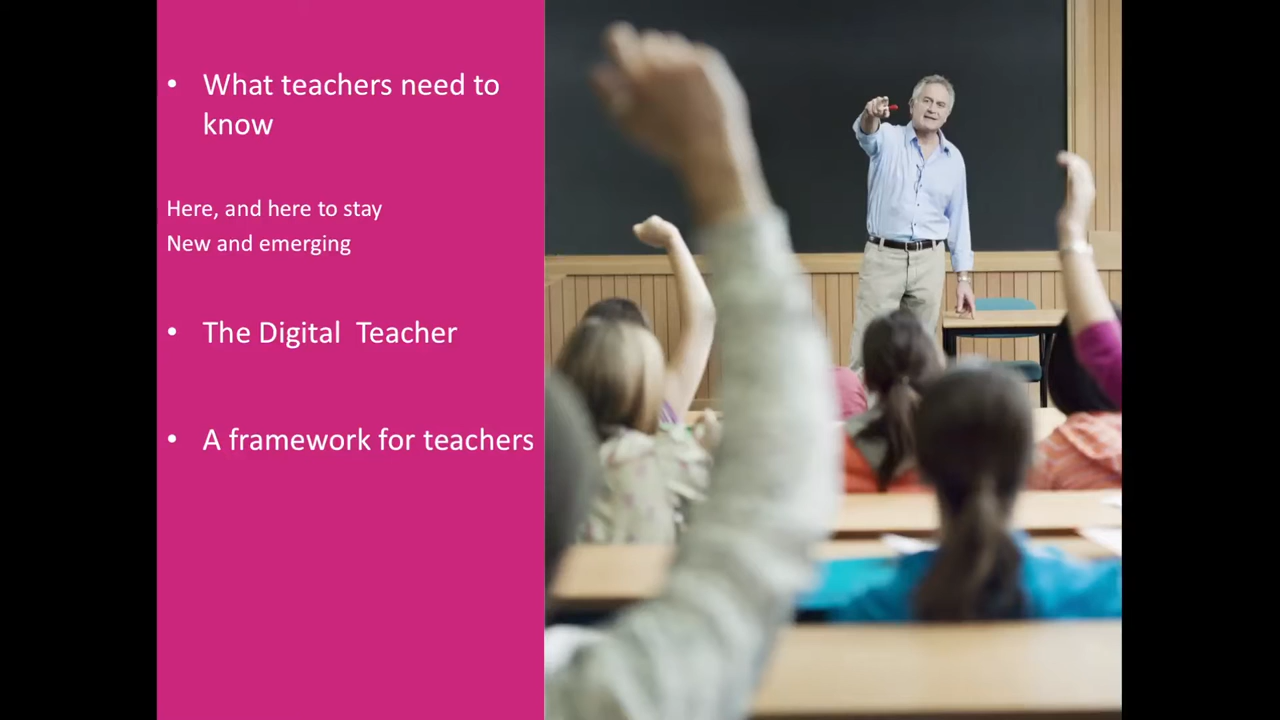 • What teachers need to
know
Here, and here to stay
New and emerging
• The Digital  Teacher
• A framework for teachers